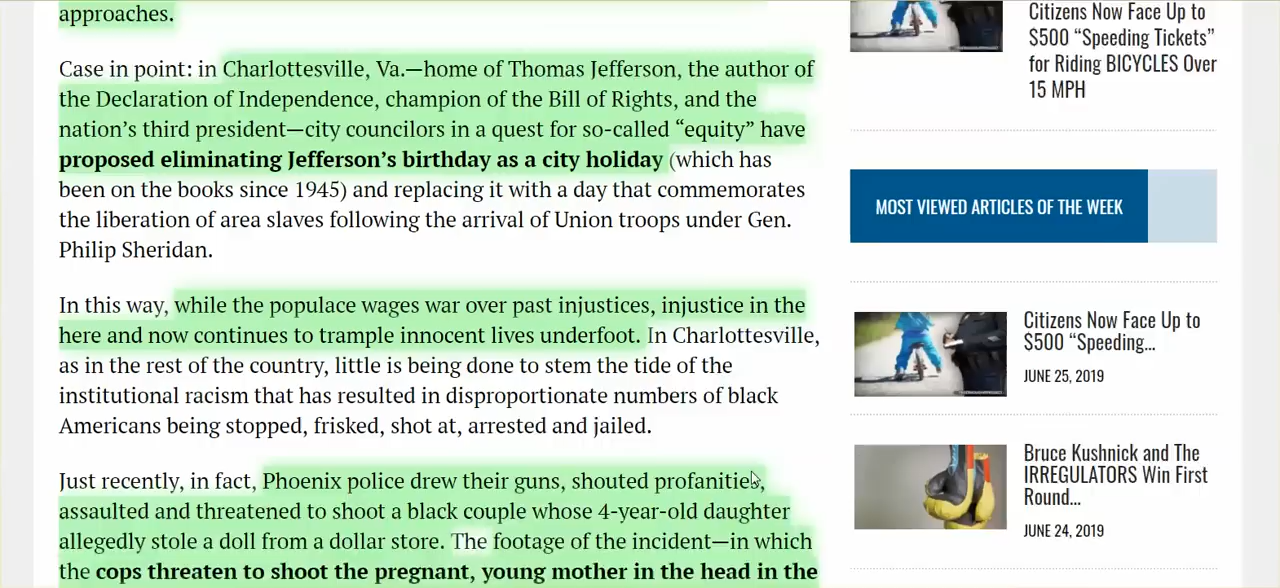 approaches.
Case in point: in Charlottesville, Va.—home of Thomas Jefferson, the author of
the Declaration of Independence, champion of the Bill of Rights, and the
nation’s third president—city councilors in a quest for so-called “equity” have
proposed eliminating Jefferson’s birthday as a city holiday (which has
been on the books since 1945) and replacing it with a day that commemorates
the liberation of area slaves following the arrival of Union troops under Gen.
Philip Sheridan.
In this way, while the populace wages war over past injustices, injustice in the
here and now continues to trample innocent lives underfoot. In Charlottesville,
as in the rest of the country, little is being done to stem the tide of the
institutional racism that has resulted in disproportionate numbers of black
Americans being stopped, frisked, shot at, arrested and jailed.
Just recently, in fact, Phoenix police drew their guns, shouted profanities,
assaulted and threatened to shoot a black couple whose 4-year-old daughter
allegedly stole a doll from a dollar store. The footage of the incident—in which
the cops threaten to shoot the pregnant, young mother in the head in the
Citizens Now Face Up to
$500 “Speeding Tickets”
for Riding BICYCLES Over
15 MPH
MOST VIEWED ARTICLES OF THE WEEK
Citizens Now Face Up to
$500 “Speeding...
JUNE 25, 2019
Bruce Kushnick and The
IRREGULATORS Win First
Round...
JUNE 24, 2019